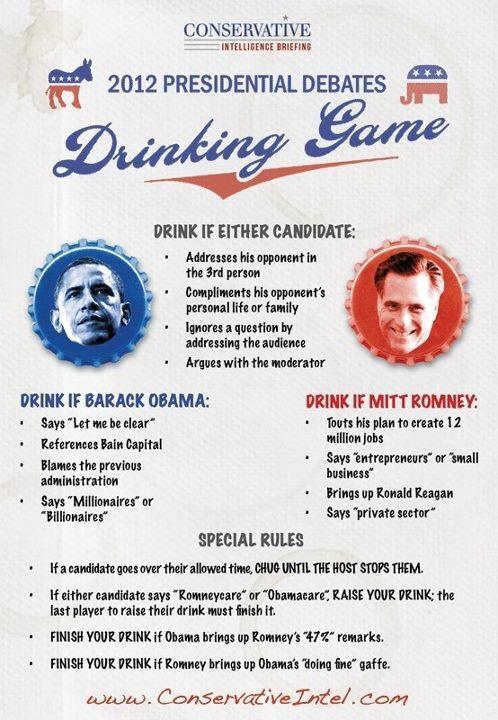 CONSERVATIVE
INTELLIGENCE BRIEFING
2012 PRESIDENTIAL DEBATES
Drinking Game
DRINK IF EITHER CANDIDATE:
• Addresses his opponent in
the 3rd person
• Compliments his opponent's
personal life or family
• Ignores a question by
addressing the audience
• Argues with the moderator
DRINK IF BARACK OBAMA:
• Says "Let me be clear"
• References Bain Capital
• Blames the previous
administration
• Says "Millionaires" or
"Billionaires"
DRINK IF MITT ROMNEY:
• Touts his plan to create 12
million jobs
• Says "entrepreneurs" or "small
business"
• Brings up Ronald Reagan
• Says "private sector"
SPECIAL RULES
• If a candidate goes over their allowed time, CHUG UNTIL THE HOST STOPS THEM.
• If either candidate says "Romneycare" or "Obamacare", RAISE YOUR DRINK; the
last player to raise their drink must finish it.
• FINISH YOUR DRINK if Obama brings up Romney's "47%" remarks.
• FINISH YOUR DRINK if Romney brings up Obama's "doing fine" gaffe.
www.ConservativeIntel.com